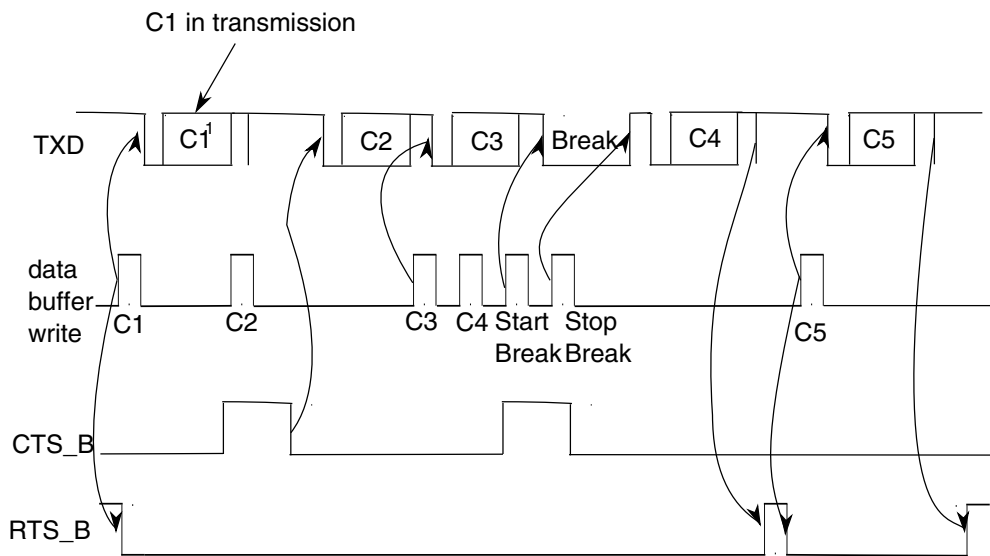 C1 in transmission
TXD
C1
1
C2
C3
Break
C4
C5
data
buffer
write
C1
C2
C3
C4
Start
Break
Stop
Break
C5
CTS_B
RTS_B